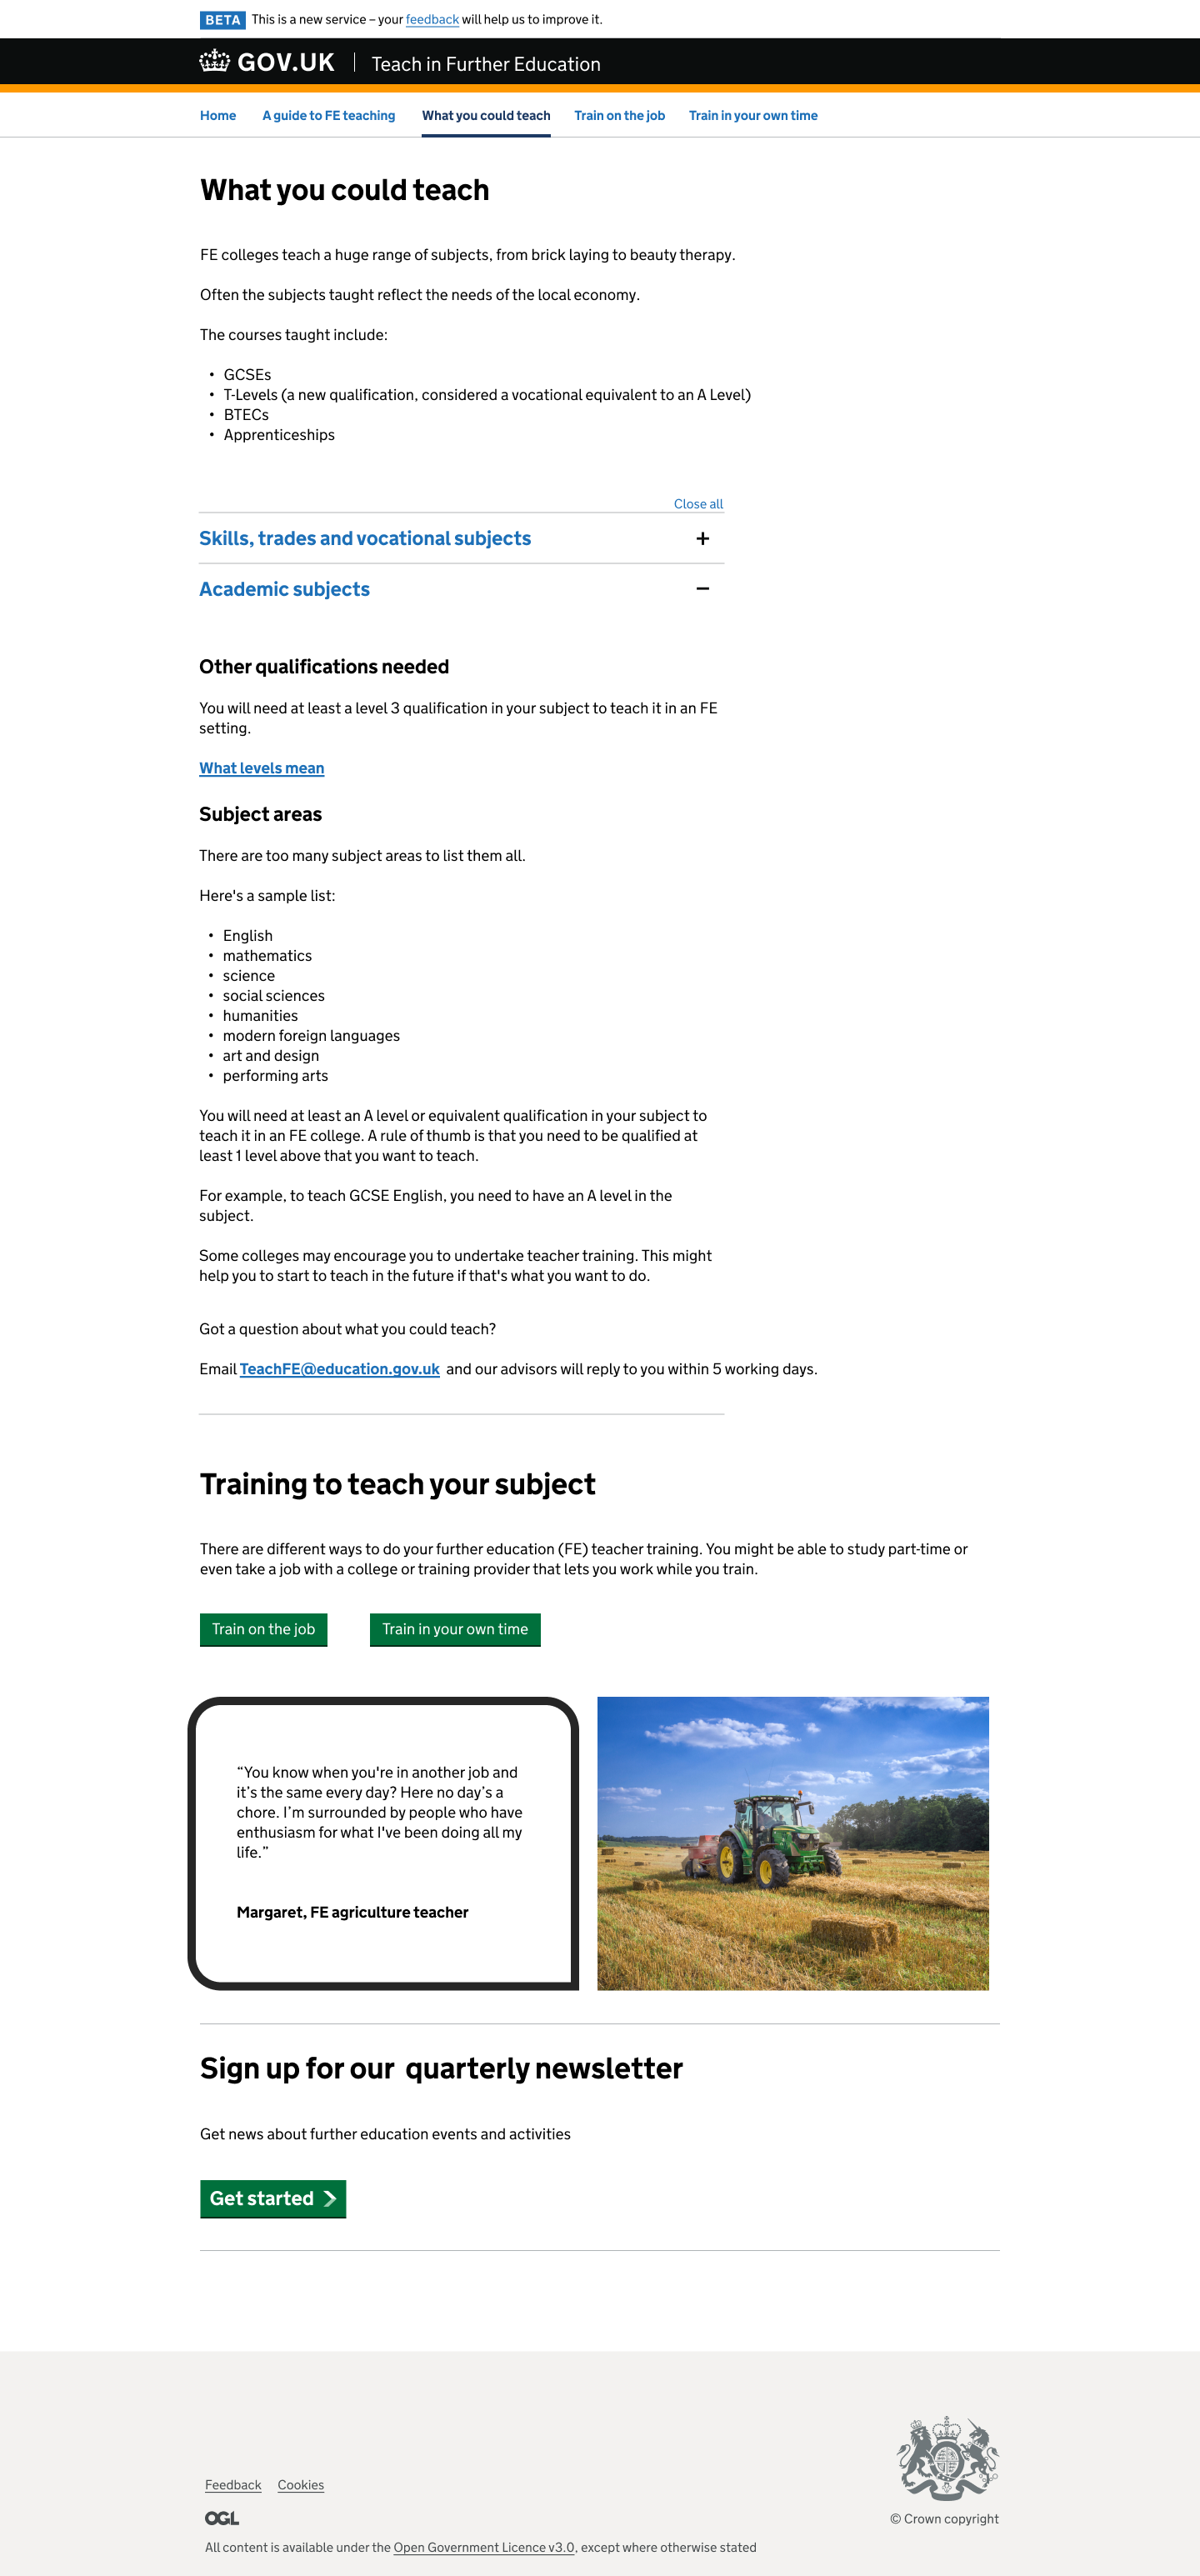 BETA This is a new service – your feedback will help us to improve it.
GOV.UK Teach in Further Education
Home A guide to FE teaching What you could teach Train on the job Train in your own time
What you could teach
FE colleges teach a huge range of subjects, from brick laying to beauty therapy.
Often the subjects taught reflect the needs of the local economy.
The courses taught include:
• GCSEs
• T-Levels (a new qualification, considered a vocational equivalent to an A Level)
• BTECs
• Apprenticeships
Close all
Skills, trades and vocational subjects +
Academic subjects −
Other qualifications needed
You will need at least a level 3 qualification in your subject to teach it in an FE
setting.
What levels mean
Subject areas
There are too many subject areas to list them all.
Here's a sample list:
• English
• mathematics
• science
• social sciences
• humanities
• modern foreign languages
• art and design
• performing arts
You will need at least an A level or equivalent qualification in your subject to
teach it in an FE college. A rule of thumb is that you need to be qualified at
least 1 level above that you want to teach.
For example, to teach GCSE English, you need to have an A level in the
subject.
Some colleges may encourage you to undertake teacher training. This might
help you to start to teach in the future if that's what you want to do.
Got a question about what you could teach?
Email TeachFE@education.gov.uk and our advisors will reply to you within 5 working days.
Training to teach your subject
There are different ways to do your further education (FE) teacher training. You might be able to study part-time or
even take a job with a college or training provider that lets you work while you train.
Train on the job Train in your own time
“You know when you're in another job and
it’s the same every day? Here no day’s a
chore. I’m surrounded by people who have
enthusiasm for what I've been doing all my
life.”
Margaret, FE agriculture teacher
Sign up for our quarterly newsletter
Get news about further education events and activities
Get started
Feedback Cookies
OGL
© Crown copyright
All content is available under the Open Government Licence v3.0, except where otherwise stated